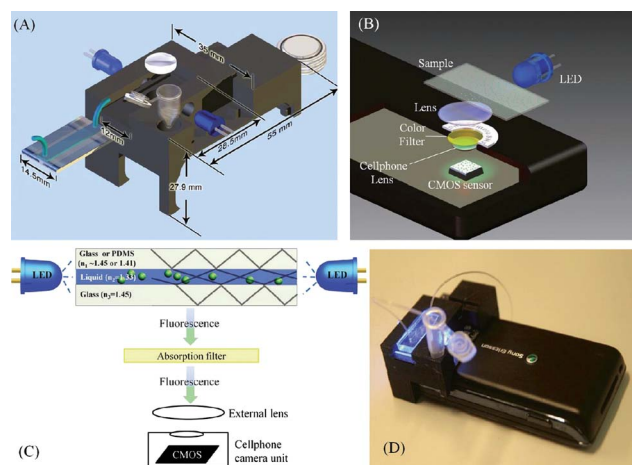 (A)
35 mm
12mm
14.5mm
28.5mm
55 mm
27.9 mm
(B)
Sample
LED
Lens
Color
Filter
Cellphone
Lens
CMOS sensor
Glass or PDMS
(n₁ ~1.45 or 1.41)
LED
Liquid (n₂=1.33)
LED
Glass (n₃=1.45)
Fluorescence
Absorption filter
Fluorescence
External lens
CMOS
Cellphone
camera unit
(C)
Sony Ericsson
(D)